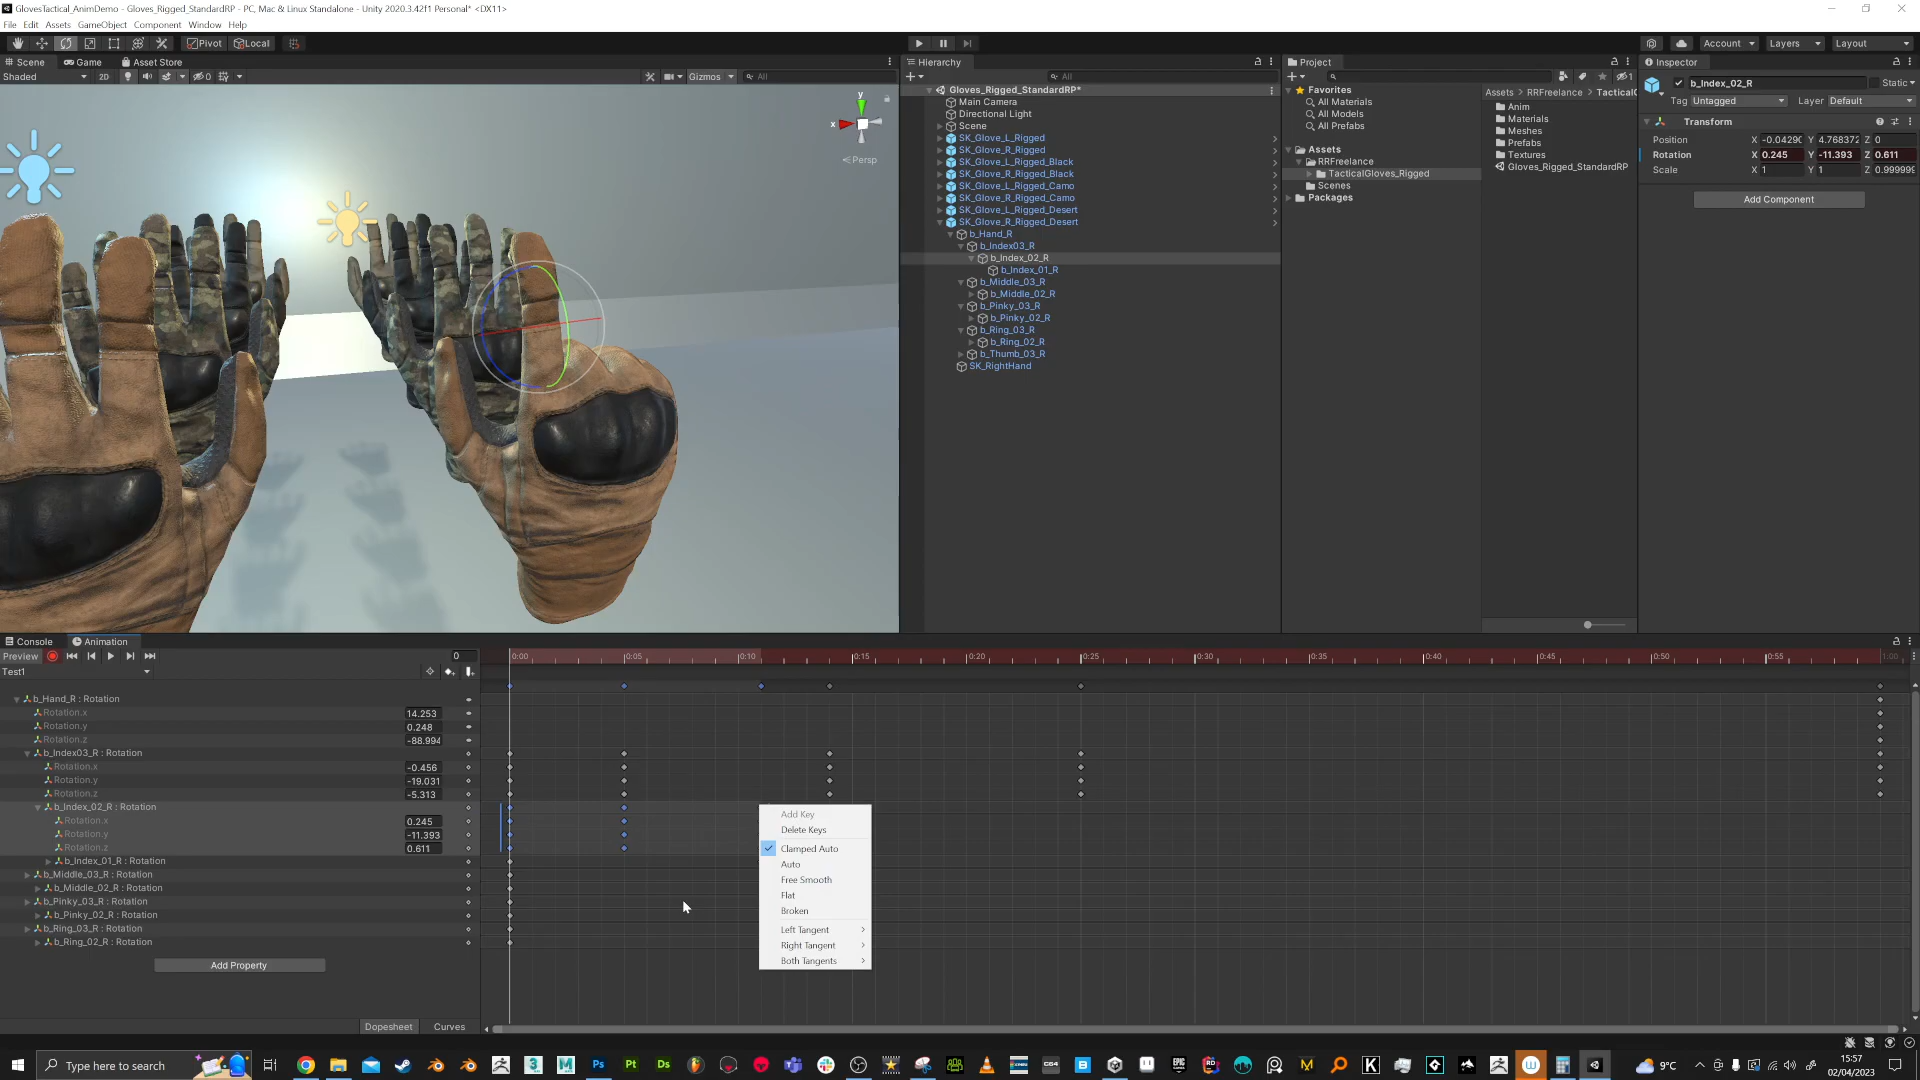 GlovesTactical_AnimDemo - Gloves_Rigged_StandardRP - PC, Mac & Linux Standalone - Unity 2020.3.42f1 Personal* <DX11>
File Edit Assets GameObject Component Window Help
Pivot Local Account Layers Layout
Scene Game Asset Store
Shaded 2D Gizmos All
y
x
Persp
Hierarchy
All
Gloves_Rigged_StandardRP*
Main Camera
Directional Light
Scene
SK_Glove_L_Rigged
SK_Glove_R_Rigged
SK_Glove_L_Rigged_Black
SK_Glove_R_Rigged_Black
SK_Glove_L_Rigged_Camo
SK_Glove_R_Rigged_Camo
SK_Glove_L_Rigged_Desert
SK_Glove_R_Rigged_Desert
b_Hand_R
b_Index03_R
b_Index_02_R
b_Index_01_R
b_Middle_03_R
b_Middle_02_R
b_Pinky_03_R
b_Pinky_02_R
b_Ring_03_R
b_Ring_02_R
b_Thumb_03_R
SK_RightHand
Project
Favorites
All Materials
All Models
All Prefabs
Assets
RRFreelance
TacticalGloves_Rigged
Scenes
Packages
Assets > RRFreelance > Tactical
Anim
Materials
Meshes
Prefabs
Textures
Gloves_Rigged_StandardRP
Inspector
b_Index_02_R Static
Tag Untagged Layer Default
Transform
Position X -0.0429 Y 4.768372 Z 0
Rotation X 0.245 Y -11.393 Z 0.611
Scale X 1 Y 1 Z 0.999999
Add Component
Console Animation
Preview 0
Test1
0:00 0:05 0:10 0:15 0:20 0:25 0:30 0:35 0:40 0:45 0:50 0:55 1:00
b_Hand_R : Rotation
Rotation.x 14.253
Rotation.y 0.248
Rotation.z -88.994
b_Index03_R : Rotation
Rotation.x -0.456
Rotation.y -19.031
Rotation.z -5.313
b_Index_02_R : Rotation
Rotation.x 0.245
Rotation.y -11.393
Rotation.z 0.611
b_Index_01_R : Rotation
b_Middle_03_R : Rotation
b_Middle_02_R : Rotation
b_Pinky_03_R : Rotation
b_Pinky_02_R : Rotation
b_Ring_03_R : Rotation
b_Ring_02_R : Rotation
Add Property
Add Key
Delete Keys
Clamped Auto
Auto
Free Smooth
Flat
Broken
Left Tangent
Right Tangent
Both Tangents
Dopesheet Curves
Type here to search
9°C
15:57
02/04/2023